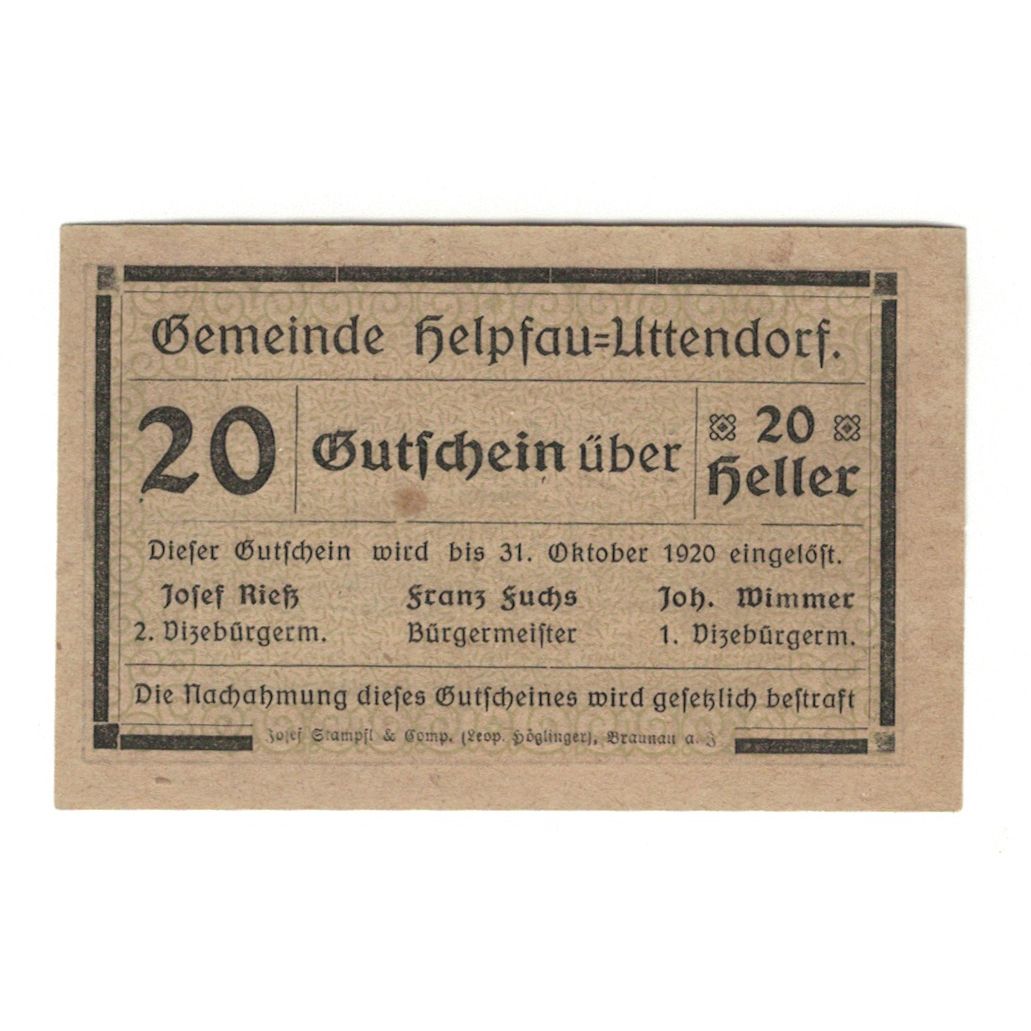 Gemeinde Helpfau=Uttendorf.
20
Gutschein über
20
Heller
Dieser Gutschein wird bis 31. Oktober 1920 eingelöst.
Josef Rieß Franz Fuchs Joh. Wimmer
2. Vizebürgerm. Bürgermeister 1. Vizebürgerm.
Die Nachahmung dieses Gutscheines wird gesetzlich bestraft
Josef Stampfl & Comp. (Leop. Höglinger), Braunau a. J